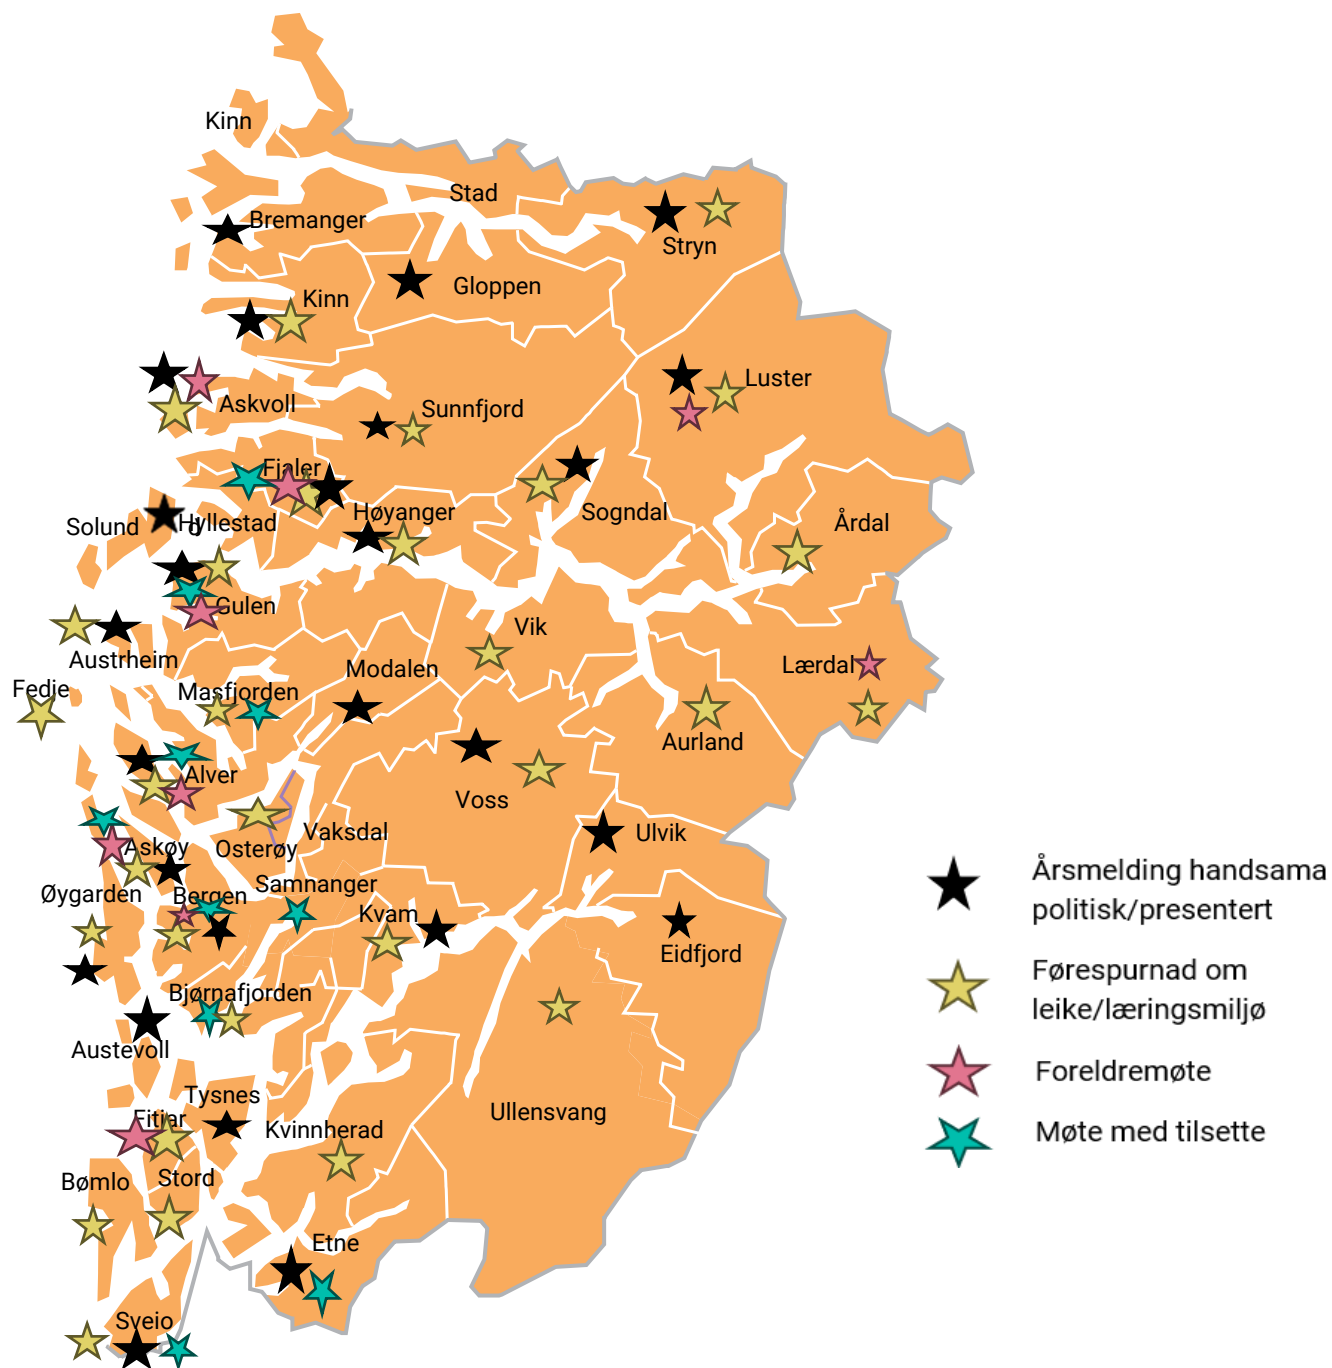 Kinn
Stad
Bremanger
Stryn
Gloppen
Kinn
Luster
Askvoll
Sunnfjord
Fjaler
Høyanger
Sogndal
Årdal
Solund
Hyllestad
d
Gulen
Vik
Austrheim
Modalen
Lærdal
Fedje
Masfjorden
Aurland
Alver
Voss
Vaksdal
Ulvik
Askøy
Osterøy
Øygarden
Bergen
Samnanger
Kvam
Eidfjord
Bjørnafjorden
Austevoll
Tysnes
Fitjar
Kvinnherad
Ullensvang
Bømlo
Stord
Etne
Sveio
Årsmelding handsama
politisk/presentert
Førespurnad om
leike/læringsmiljø
Foreldremøte
Møte med tilsette